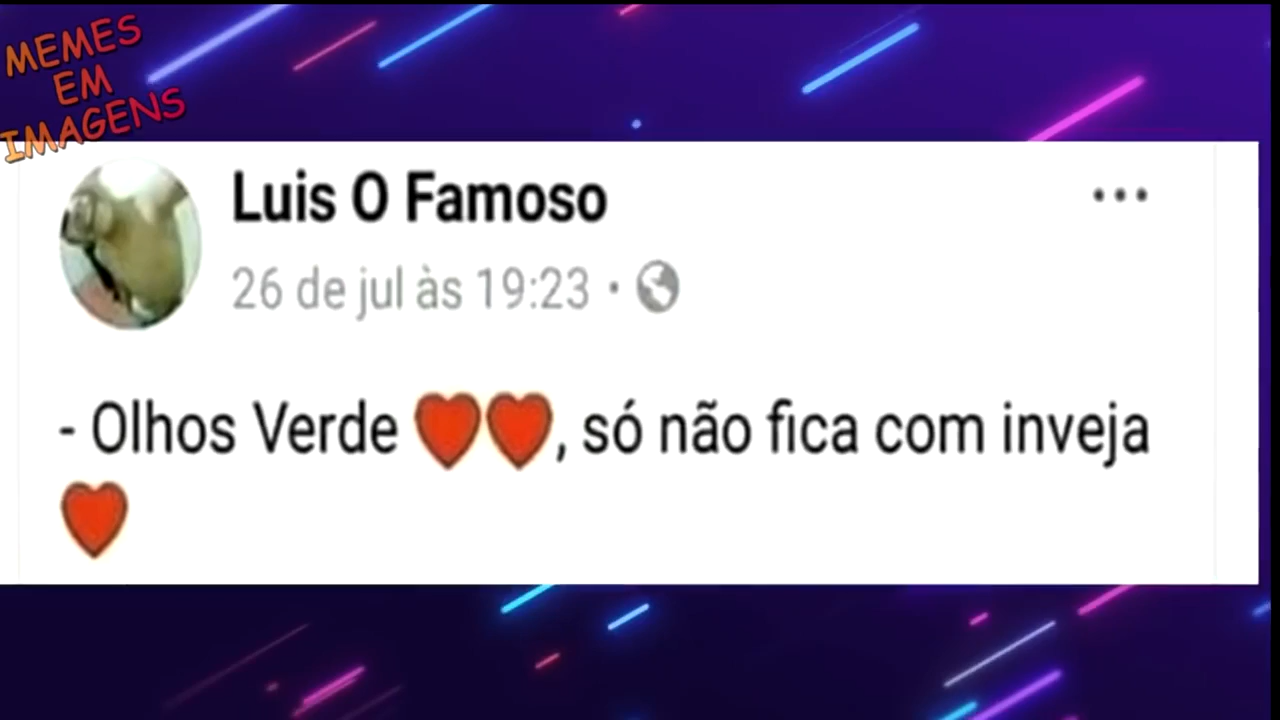 MEMES
EM
IMAGENS
Luis O Famoso
26 de jul às 19:23 ·
- Olhos Verde ❤❤, só não fica com inveja
❤